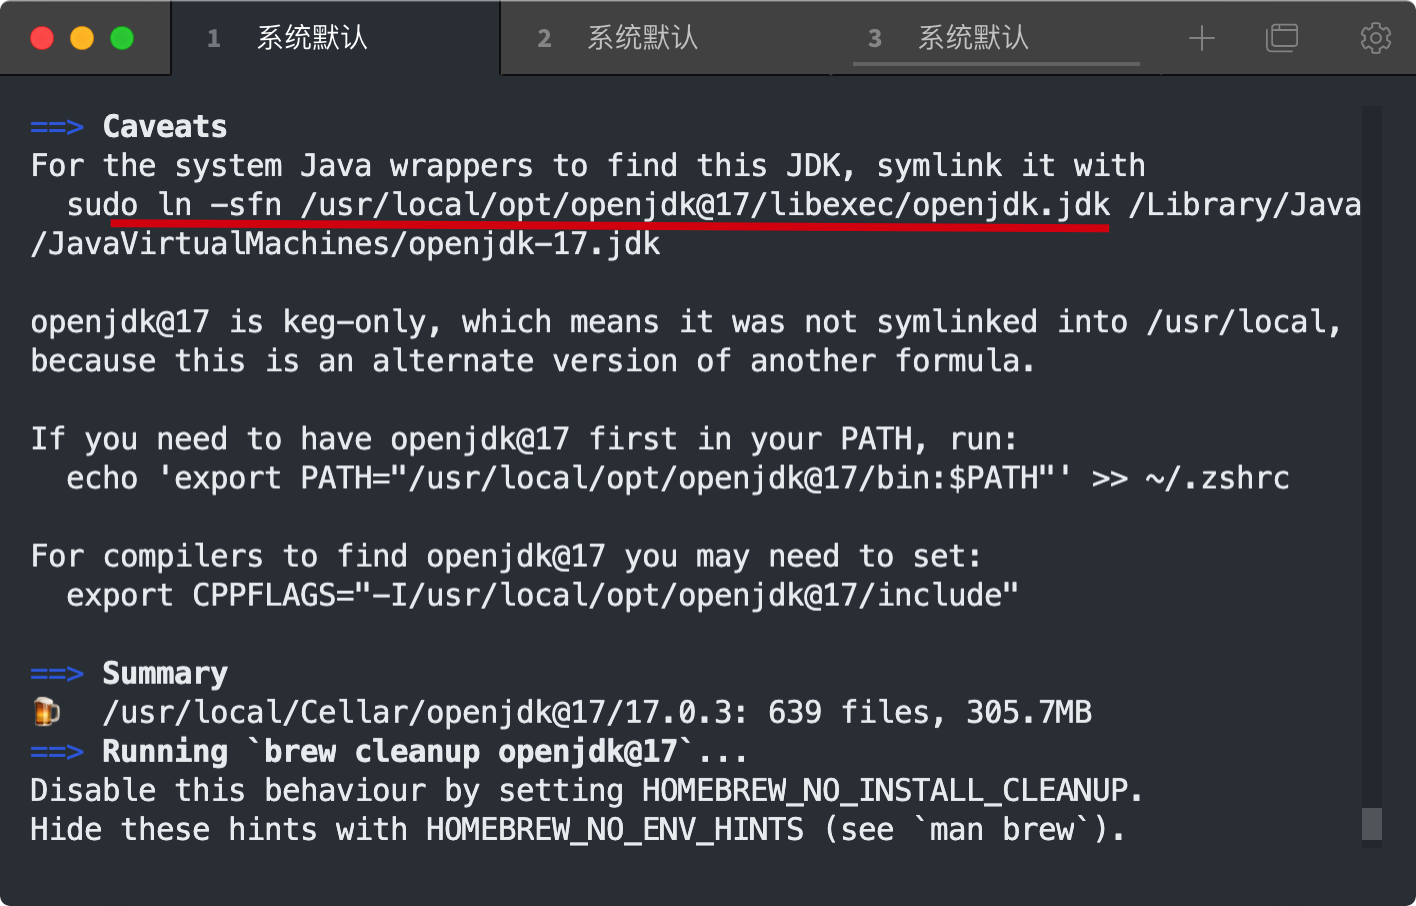 1 系统默认 2 系统默认 3 系统默认
==> Caveats
For the system Java wrappers to find this JDK, symlink it with
  sudo ln -sfn /usr/local/opt/openjdk@17/libexec/openjdk.jdk /Library/Java
/JavaVirtualMachines/openjdk-17.jdk
openjdk@17 is keg-only, which means it was not symlinked into /usr/local,
because this is an alternate version of another formula.
If you need to have openjdk@17 first in your PATH, run:
  echo 'export PATH="/usr/local/opt/openjdk@17/bin:$PATH"' >> ~/.zshrc
For compilers to find openjdk@17 you may need to set:
  export CPPFLAGS="-I/usr/local/opt/openjdk@17/include"
==> Summary
🍺  /usr/local/Cellar/openjdk@17/17.0.3: 639 files, 305.7MB
==> Running `brew cleanup openjdk@17`...
Disable this behaviour by setting HOMEBREW_NO_INSTALL_CLEANUP.
Hide these hints with HOMEBREW_NO_ENV_HINTS (see `man brew`).